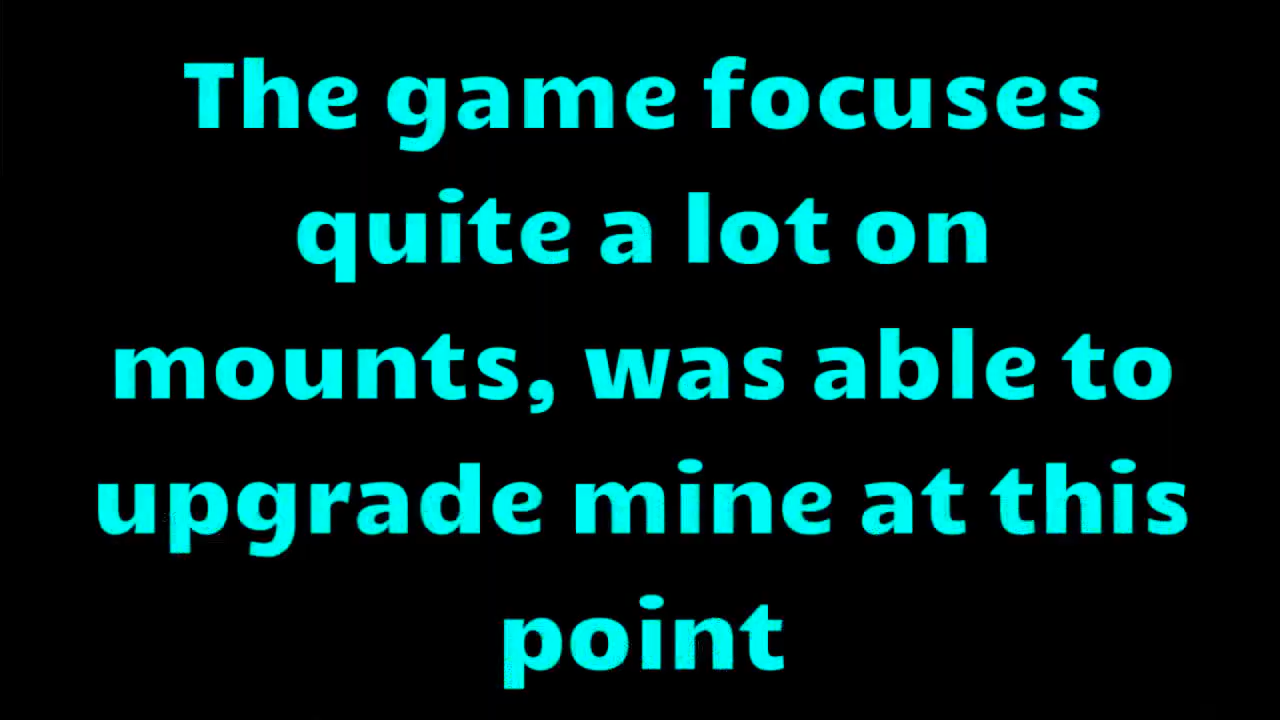 The game focuses
quite a lot on
mounts, was able to
upgrade mine at this
point